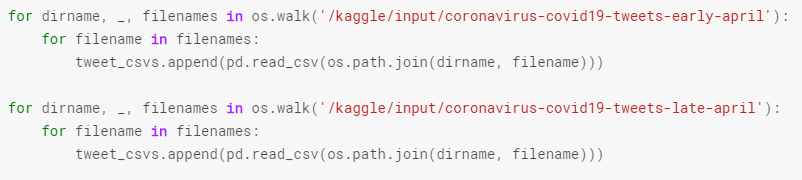 for dirname, _, filenames in os.walk('/kaggle/input/coronavirus-covid19-tweets-early-april'):
    for filename in filenames:
        tweet_csvs.append(pd.read_csv(os.path.join(dirname, filename)))

for dirname, _, filenames in os.walk('/kaggle/input/coronavirus-covid19-tweets-late-april'):
    for filename in filenames:
        tweet_csvs.append(pd.read_csv(os.path.join(dirname, filename)))